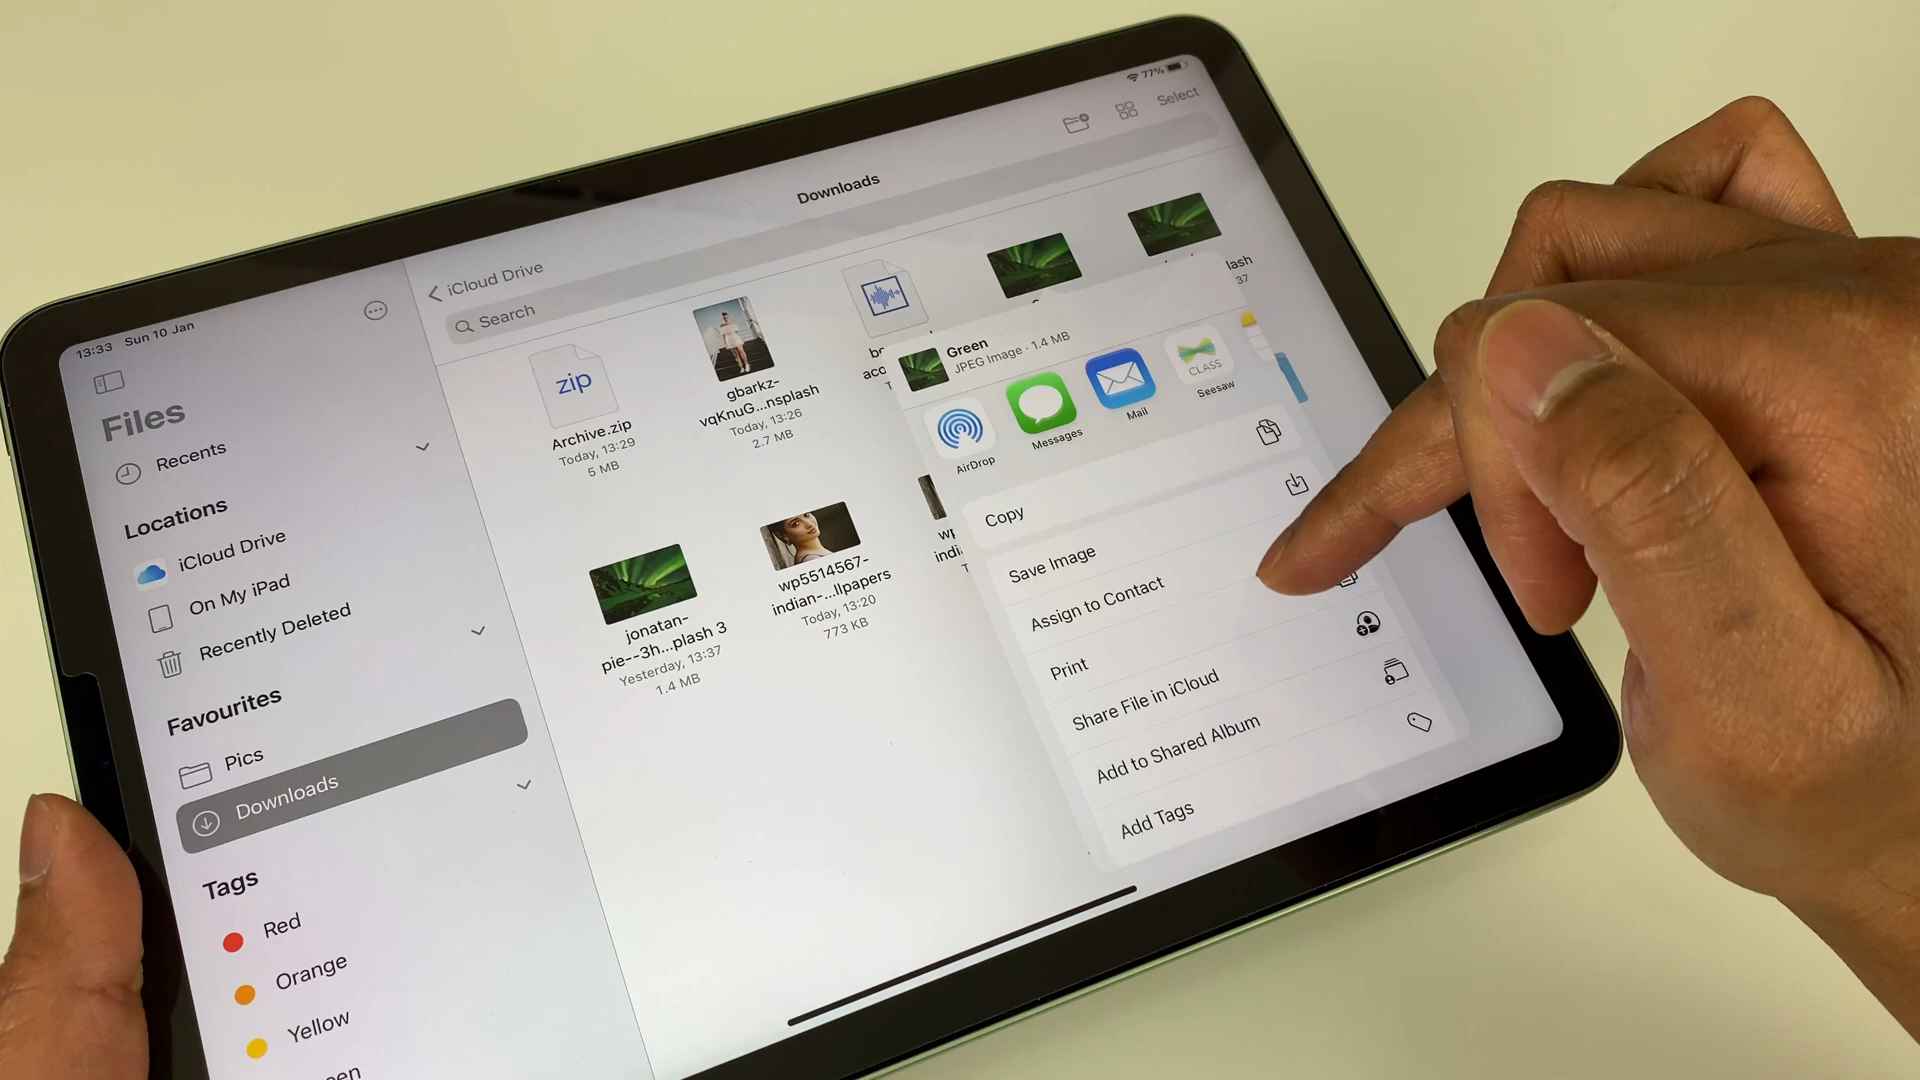 13:33 Sun 10 Jan
77%
Files
Recents
Locations
iCloud Drive
On My iPad
Recently Deleted
Favourites
Pics
Downloads
Tags
Red
Orange
Yellow
een
iCloud Drive
Downloads
Select
Search
zip
Archive.zip
Today, 13:29
5 MB
gbarkz-
vqKnuG...nsplash
Today, 13:26
2.7 MB
lash
37
jonatan-
pie--3h...plash 3
Yesterday, 13:37
1.4 MB
wp5514567-
indian-...llpapers
Today, 13:20
773 KB
Green
JPEG Image · 1.4 MB
AirDrop
Messages
Mail
CLASS
Seesaw
Copy
Save Image
Assign to Contact
Print
Share File in iCloud
Add to Shared Album
Add Tags